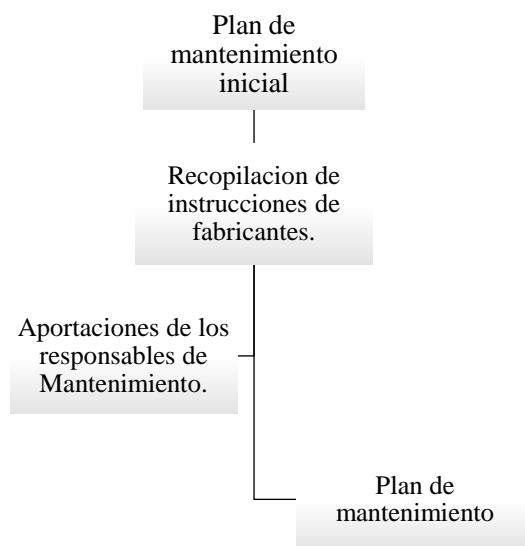 Plan de
mantenimiento
inicial
Recopilacion de
instrucciones de
fabricantes.
Aportaciones de los
responsables de
Mantenimiento.
Plan de
mantenimiento